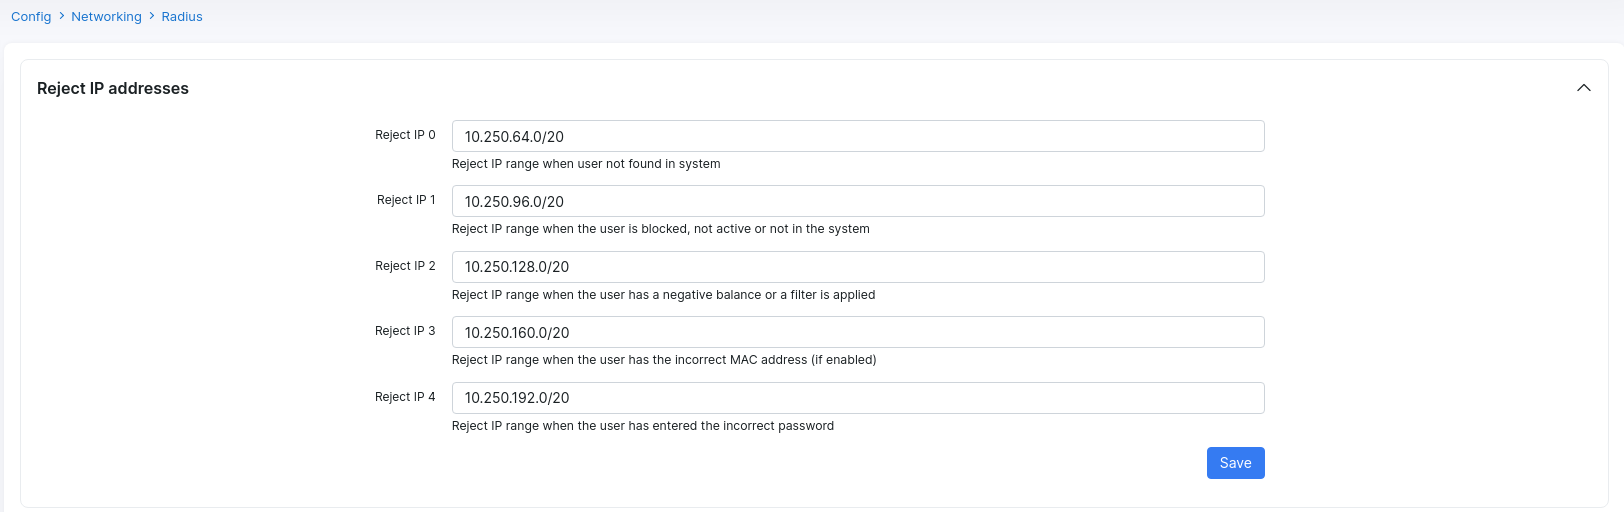 Config > Networking > Radius
Reject IP addresses
Reject IP 0 10.250.64.0/20
Reject IP range when user not found in system
Reject IP 1 10.250.96.0/20
Reject IP range when the user is blocked, not active or not in the system
Reject IP 2 10.250.128.0/20
Reject IP range when the user has a negative balance or a filter is applied
Reject IP 3 10.250.160.0/20
Reject IP range when the user has the incorrect MAC address (if enabled)
Reject IP 4 10.250.192.0/20
Reject IP range when the user has entered the incorrect password
Save